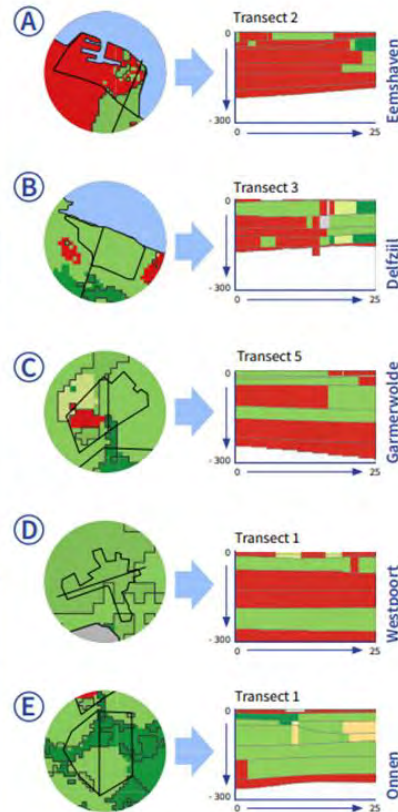 A
Transect 2
0
- 300
0
25
Eemshaven
B
Transect 3
0
- 300
0
25
Delfzijl
C
Transect 5
0
- 300
0
25
Garmerwolde
D
Transect 1
0
- 300
0
25
Westpoort
E
Transect 1
0
- 300
0
25
Onnen